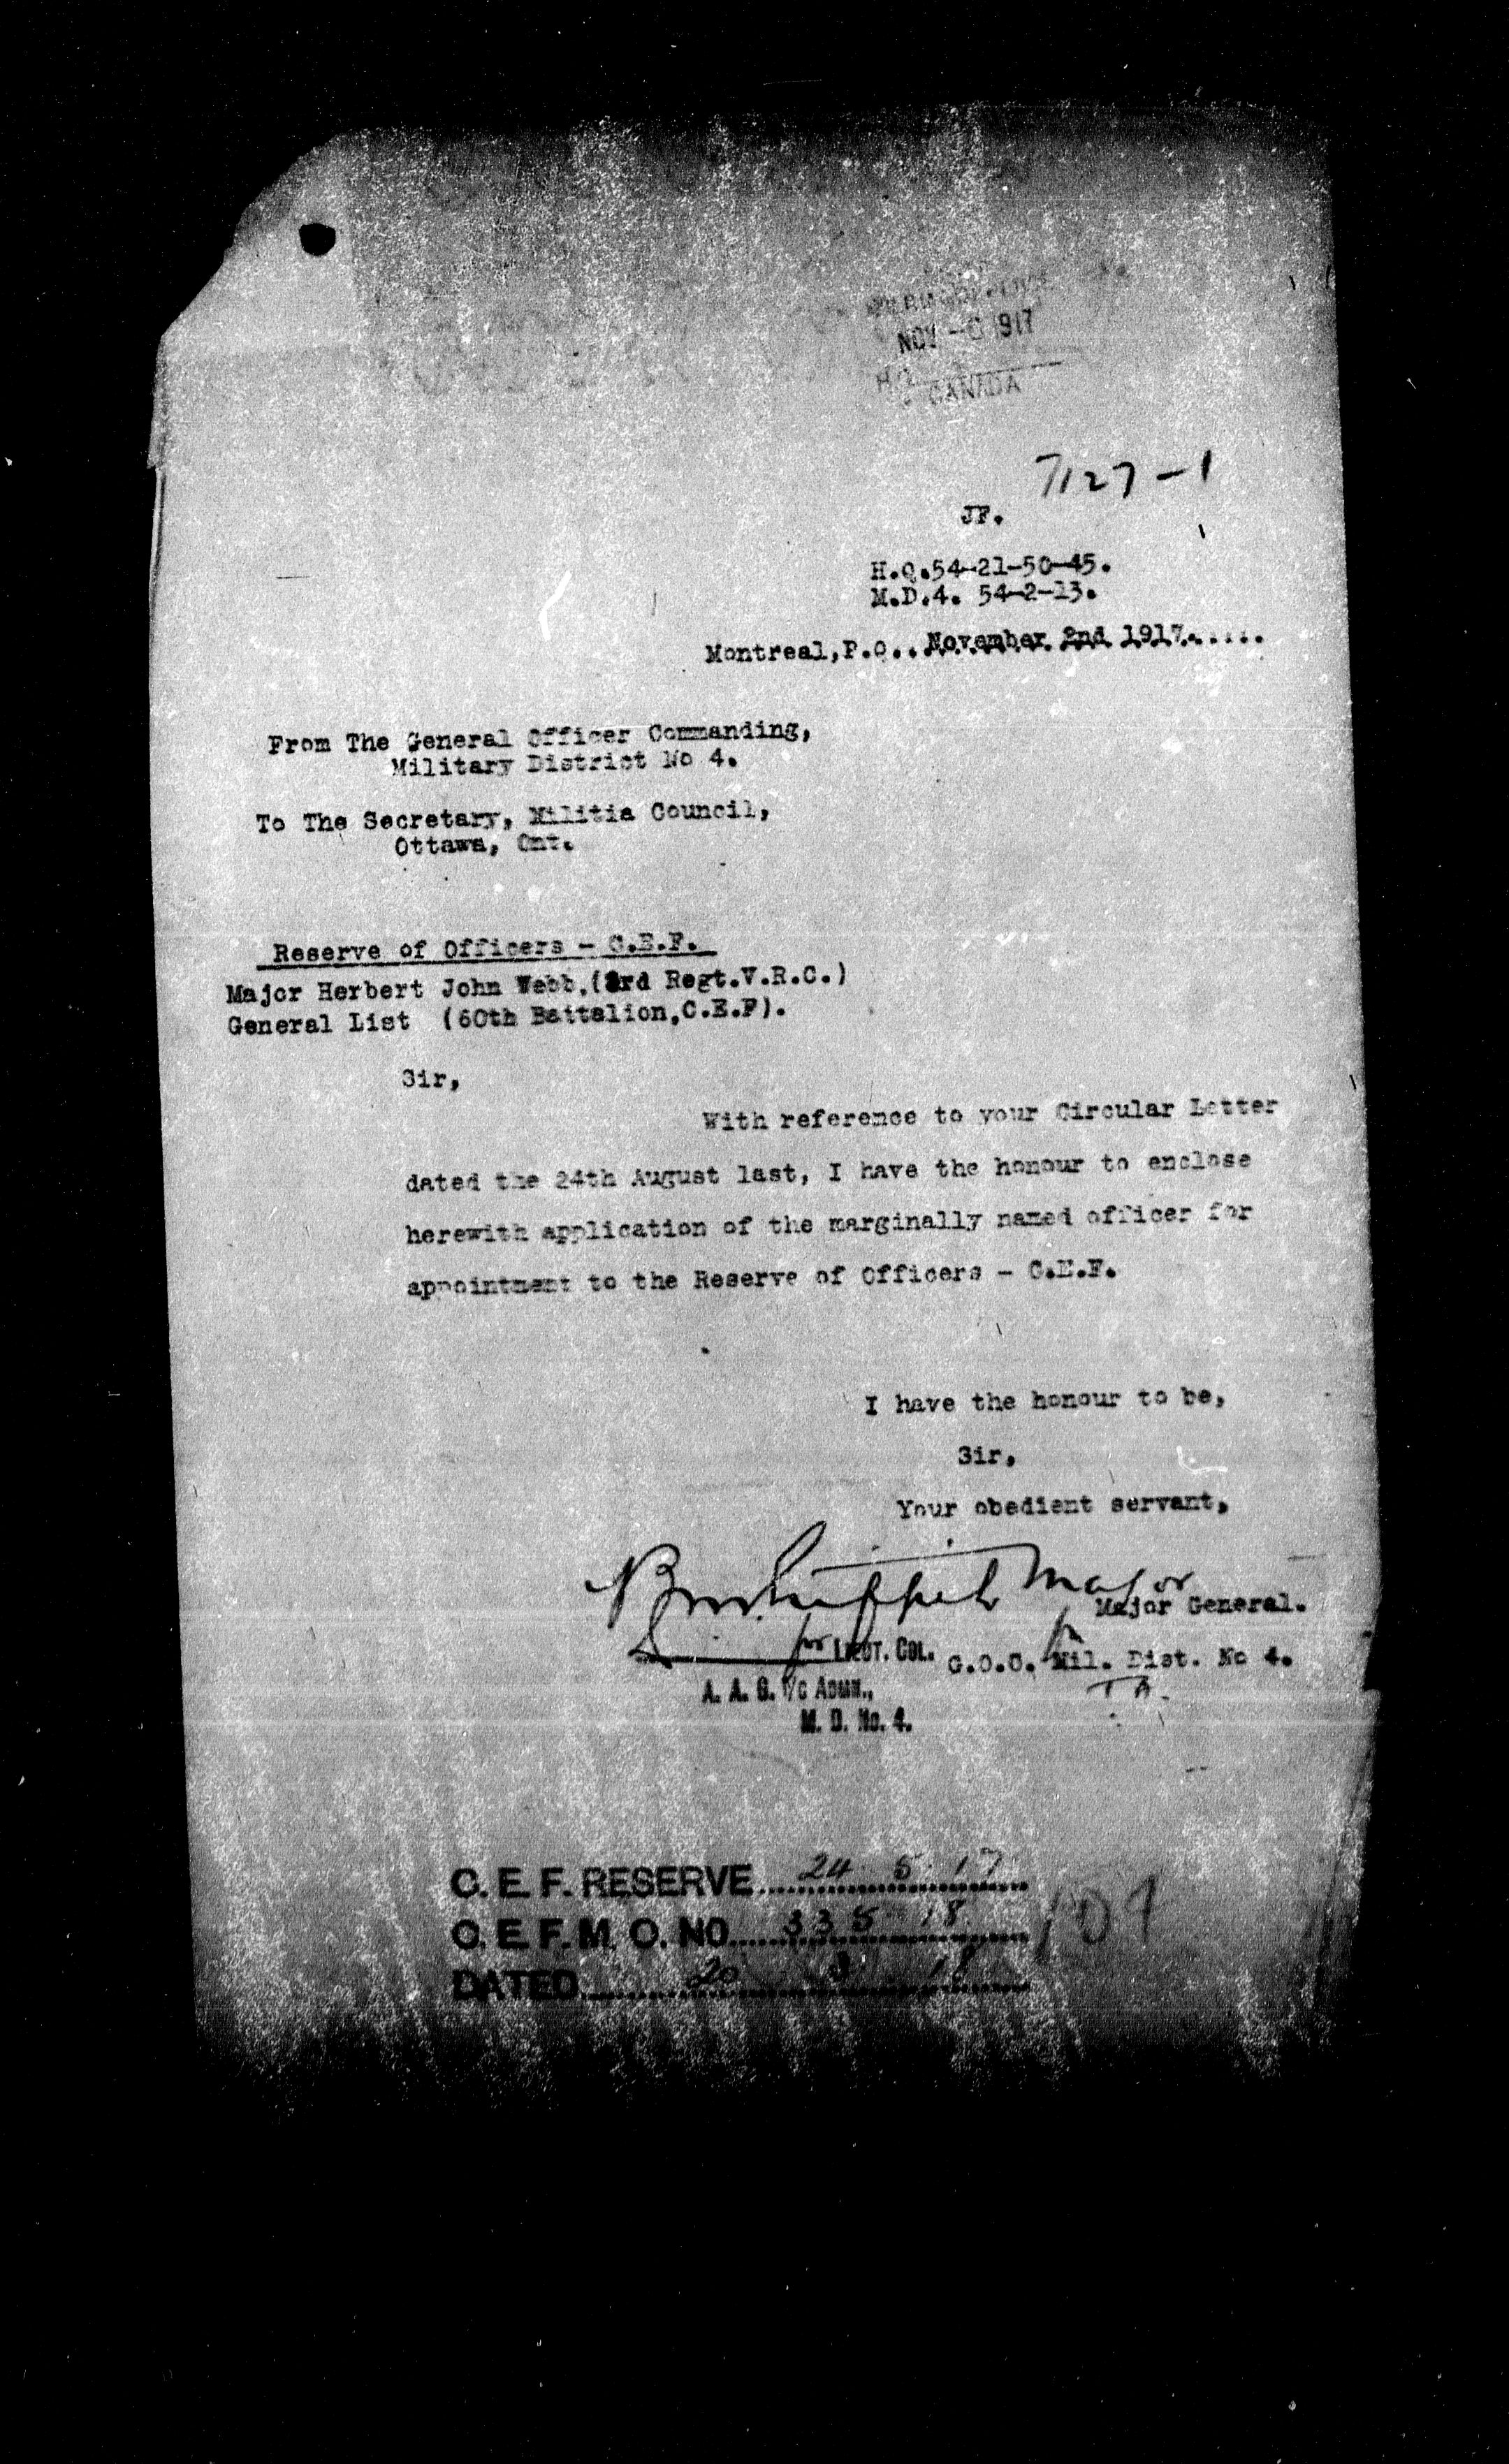 NOV - 1917
H.Q.
CANADA
7127-1
JF.
H.Q.54-21-50-45.
M.D.4. 54-2-13.
Montreal,P.Q..November 2nd 1917.....
From The General Officer Commanding,
Military District No 4.
To The Secretary, Militia Council,
Ottawa, Ont.
Reserve of Officers - C.E.F.
Major Herbert John Webb,(3rd Regt.V.R.C.)
General List (60th Battalion,C.E.F).
Sir,
With reference to your Circular Letter
dated the 24th August last, I have the honour to enclose
herewith application of the marginally named officer for
appointment to the Reserve of Officers - C.E.F.
I have the honour to be,
Sir,
Your obedient servant,
Major
Major General.
for LIEUT. COL. G.O.C. Mil. Dist. No 4.
A. A. G. I/C ADMN.,
M. D. No. 4.
C. E. F. RESERVE 24 5 17
C. E. F. M. O. NO. 335 18 109
DATED 20 3 18